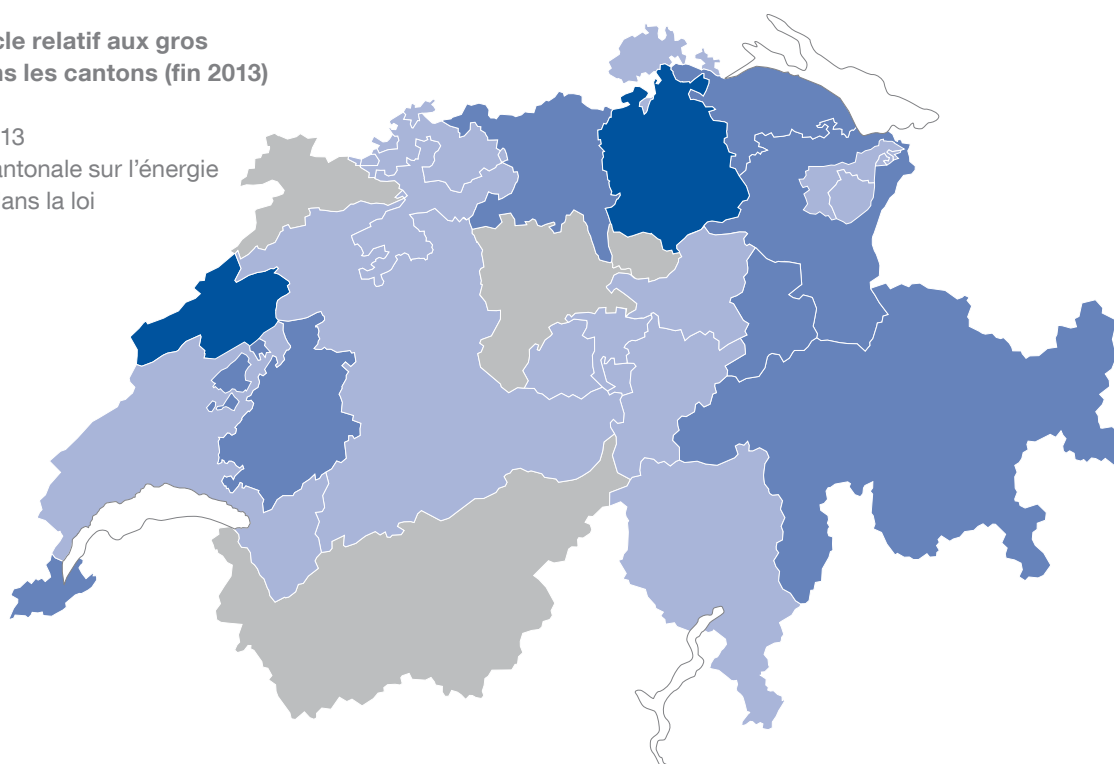 cle relatif aux gros
ns les cantons (fin 2013)
13
antonale sur l’énergie
ans la loi